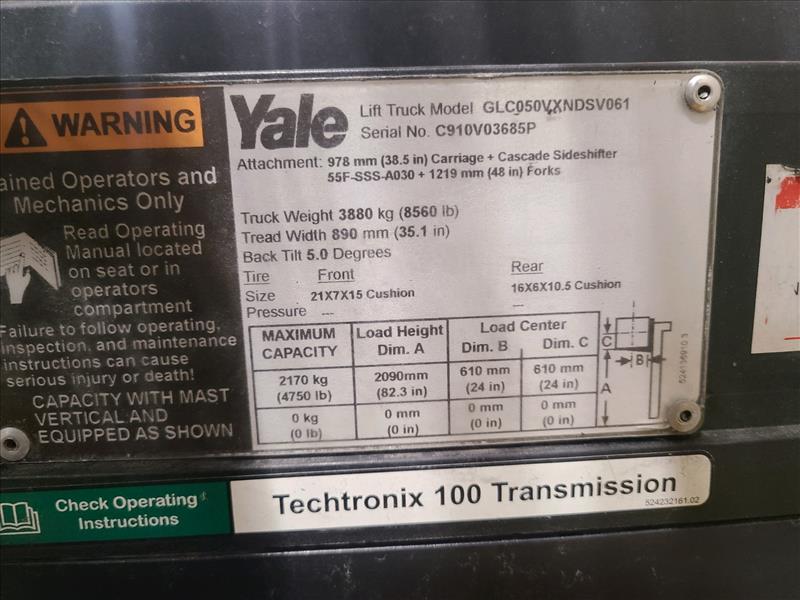 WARNING
ained Operators and
Mechanics Only
Read Operating
Manual located
on seat or in
operators
compartment
Failure to follow operating,
inspection, and maintenance
instructions can cause
serious injury or death!
CAPACITY WITH MAST
VERTICAL AND
EQUIPPED AS SHOWN
Yale
Lift Truck Model GLC050VXNDSV061
Serial No. C910V03685P
Attachment: 978 mm (38.5 in) Carriage + Cascade Sideshifter
55F-SSS-A030 + 1219 mm (48 in) Forks
Truck Weight 3880 kg (8560 lb)
Tread Width 890 mm (35.1 in)
Back Tilt 5.0 Degrees
Tire Front Rear
Size 21X7X15 Cushion 16X6X10.5 Cushion
Pressure --- ---
MAXIMUM CAPACITY Load Height Dim. A Load Center Dim. B Dim. C
2170 kg (4750 lb) 2090mm (82.3 in) 610 mm (24 in) 610 mm (24 in)
0 kg (0 lb) 0 mm (0 in) 0 mm (0 in) 0 mm (0 in)
C
B
A
524136910 3
Check Operating
Instructions
Techtronix 100 Transmission
524232161.02